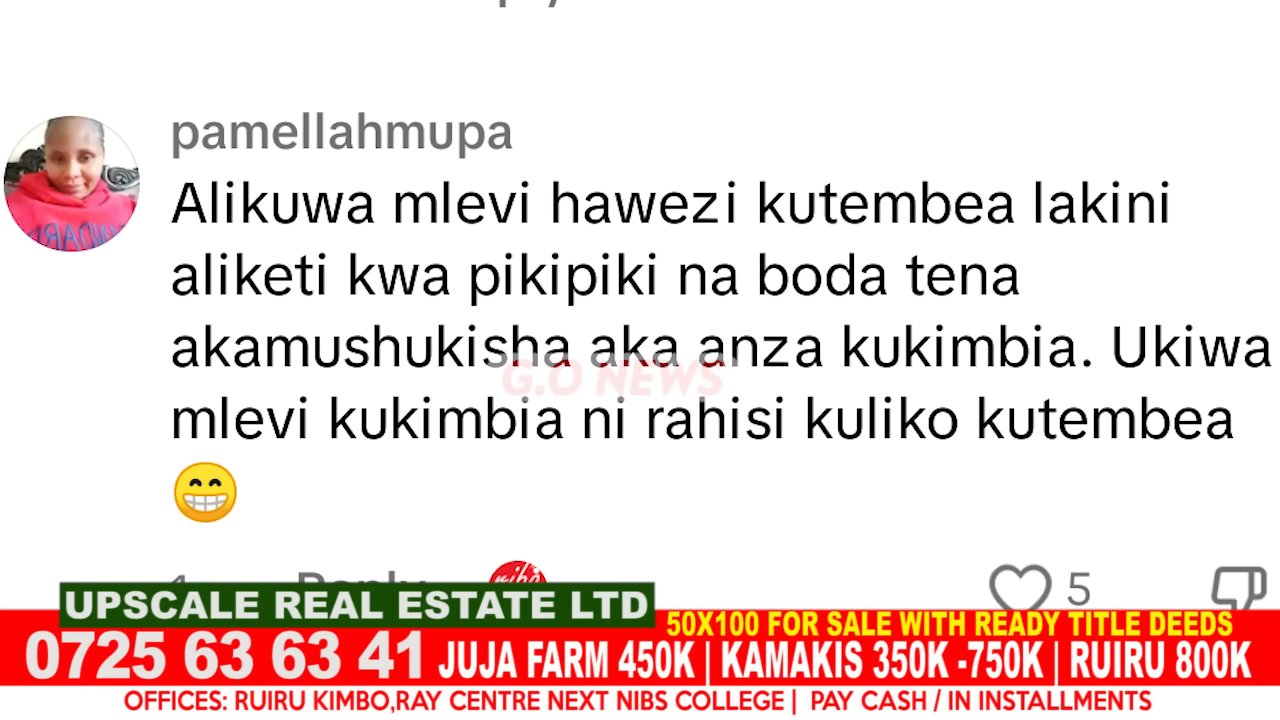 pamellahmupa
Alikuwa mlevi hawezi kutembea lakini
aliketi kwa pikipiki na boda tena
akamushukisha aka anza kukimbia. Ukiwa
G.O NEWS
mlevi kukimbia ni rahisi kuliko kutembea
Reply
5
UPSCALE REAL ESTATE LTD
50X100 FOR SALE WITH READY TITLE DEEDS
0725 63 63 41 JUJA FARM 450K | KAMAKIS 350K -750K | RUIRU 800K
OFFICES: RUIRU KIMBO,RAY CENTRE NEXT NIBS COLLEGE | PAY CASH / IN INSTALLMENTS